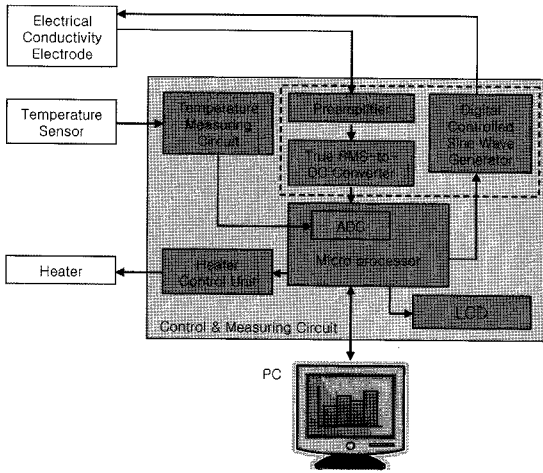 Electrical
Conductivity
Electrode
Temperature
Sensor
Temperature
Measuring
Circuit
Preamplifier
True RMS-to-
DC Converter
Digital
Controlled
Sine Wave
Generator
ADC
Micro processor
Heater
Heater
Control Unit
LCD
Control & Measuring Circuit
PC